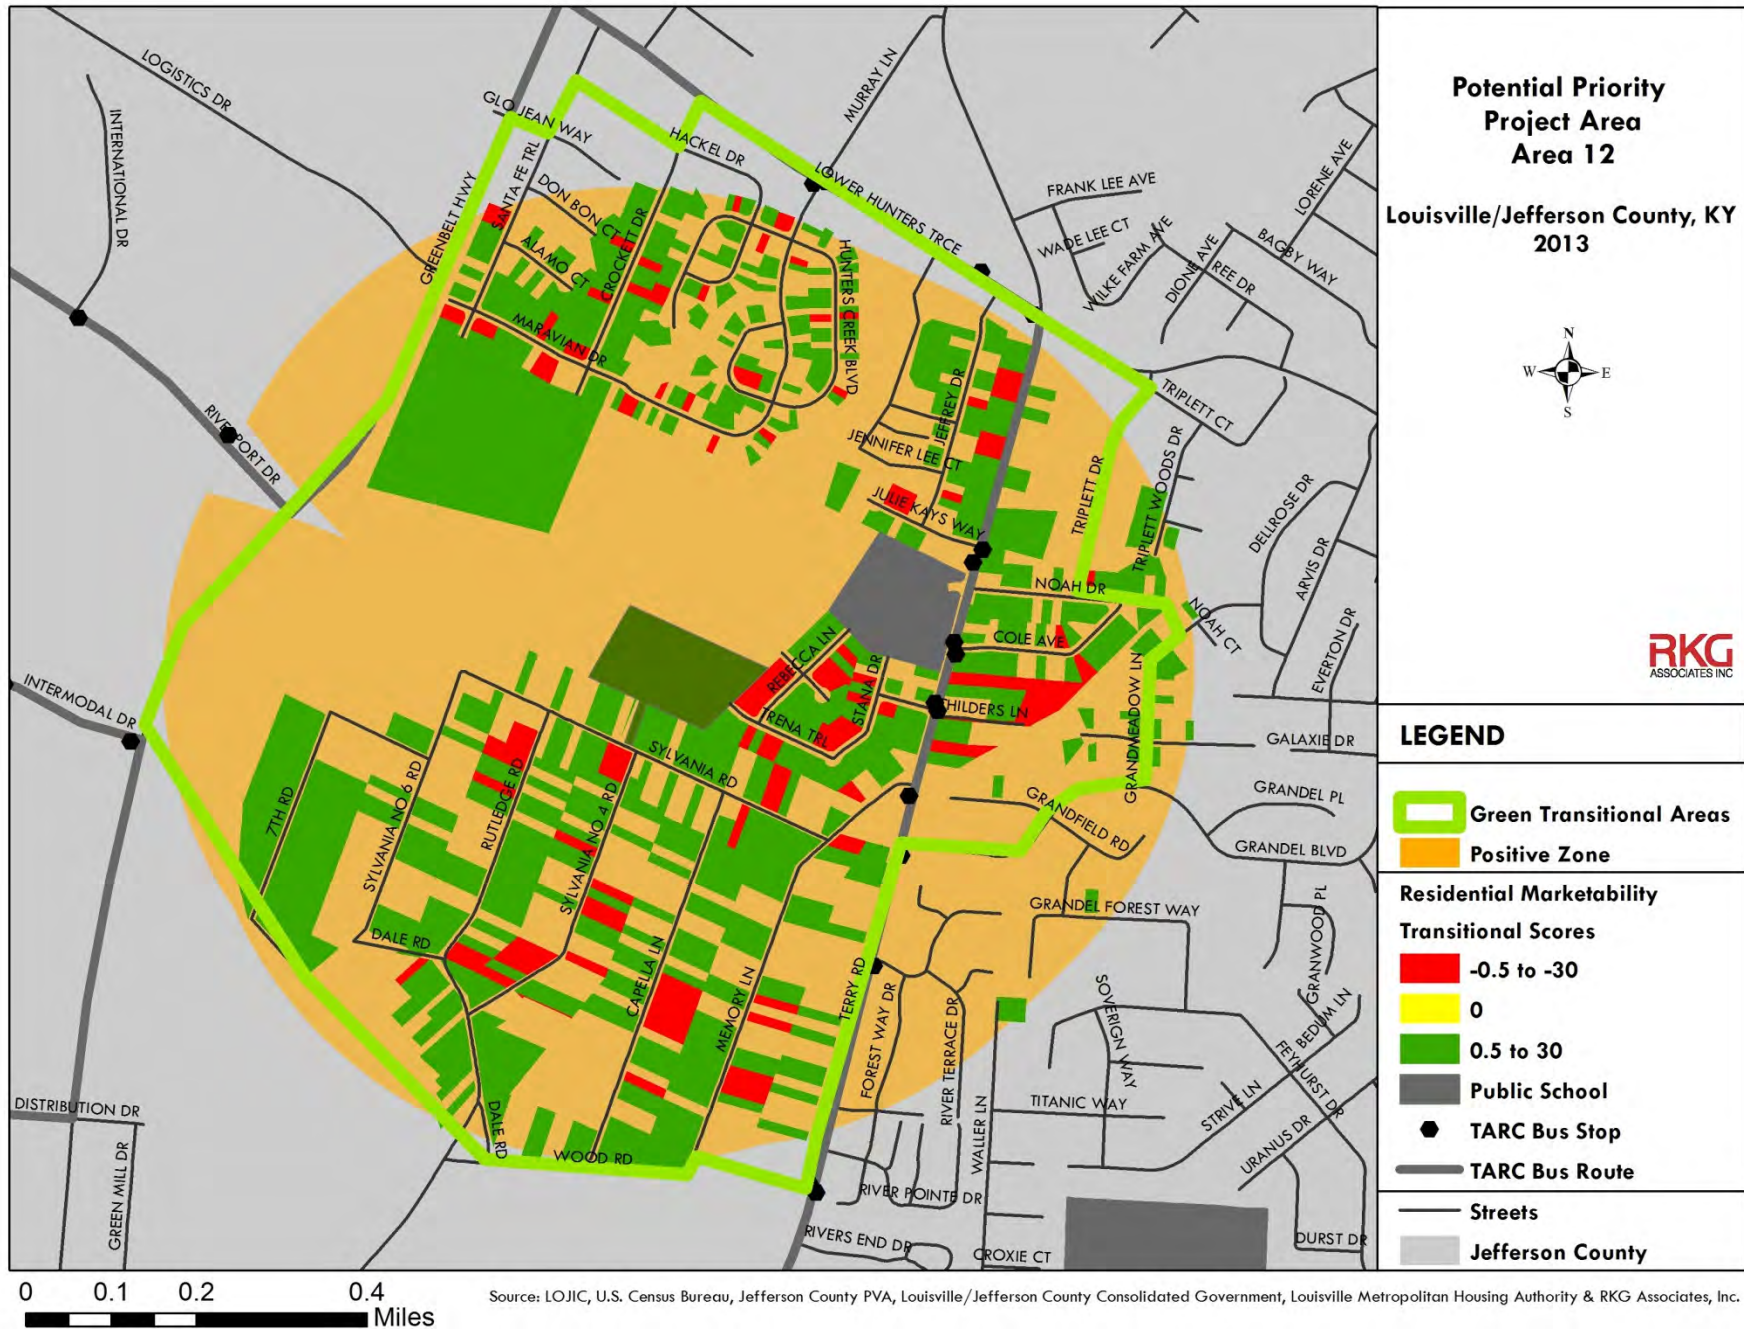 Potential Priority
Project Area
Area 12
Louisville/Jefferson County, KY
2013
N
W
E
S
RKG
ASSOCIATES INC
LEGEND
Green Transitional Areas
Positive Zone
Residential Marketability
Transitional Scores
-0.5 to -30
0
0.5 to 30
Public School
TARC Bus Stop
TARC Bus Route
Streets
Jefferson County
LOGISTICS DR
INTERNATIONAL DR
GLO JEAN WAY
MURRAY LN
HACKEL DR
SANTA FE TRL
GREENBELT HWY
DON BON CT
ALAMO CT
CROCKETT DR
LOWER HUNTERS TRCE
HUNTERS CREEK BLVD
MARAVIAN DR
FRANK LEE AVE
WADE LEE CT
WILKE FARM AVE
DIONE AVE
REE DR
BAGBY WAY
LORENE AVE
RIVERPORT DR
JEFFREY DR
JENNIFER LEE CT
JULIE KAYS WAY
TRIPLETT CT
TRIPLETT DR
TRIPLETT WOODS DR
DELLROSE DR
ARVIS DR
EVERTON DR
NOAH DR
NOAH CT
COLE AVE
GRANDMEADOW LN
REBECCA LN
STANA DR
TRENA TRL
CHILDERS LN
GALAXIE DR
INTERMODAL DR
SYLVANIA RD
7TH RD
SYLVANIA NO 6 RD
RUTLEDGE RD
SYLVANIA NO 4 RD
GRANDFIELD RD
GRANDEL PL
GRANDEL BLVD
GRANDEL FOREST WAY
GRANWOOD PL
DALE RD
CAPELLA LN
MEMORY LN
TERRY RD
FOREST WAY DR
RIVER TERRACE DR
SOVERIGN WAY
BEDUM LN
FEYHURST DR
STRIVE LN
URANUS DR
TITANIC WAY
WALLER LN
DISTRIBUTION DR
GREEN MILL DR
DALE RD
WOOD RD
RIVER POINTE DR
RIVERS END DR
CROXIE CT
DURST DR
0 0.1 0.2 0.4
Miles
Source: LOJIC, U.S. Census Bureau, Jefferson County PVA, Louisville/Jefferson County Consolidated Government, Louisville Metropolitan Housing Authority & RKG Associates, Inc.